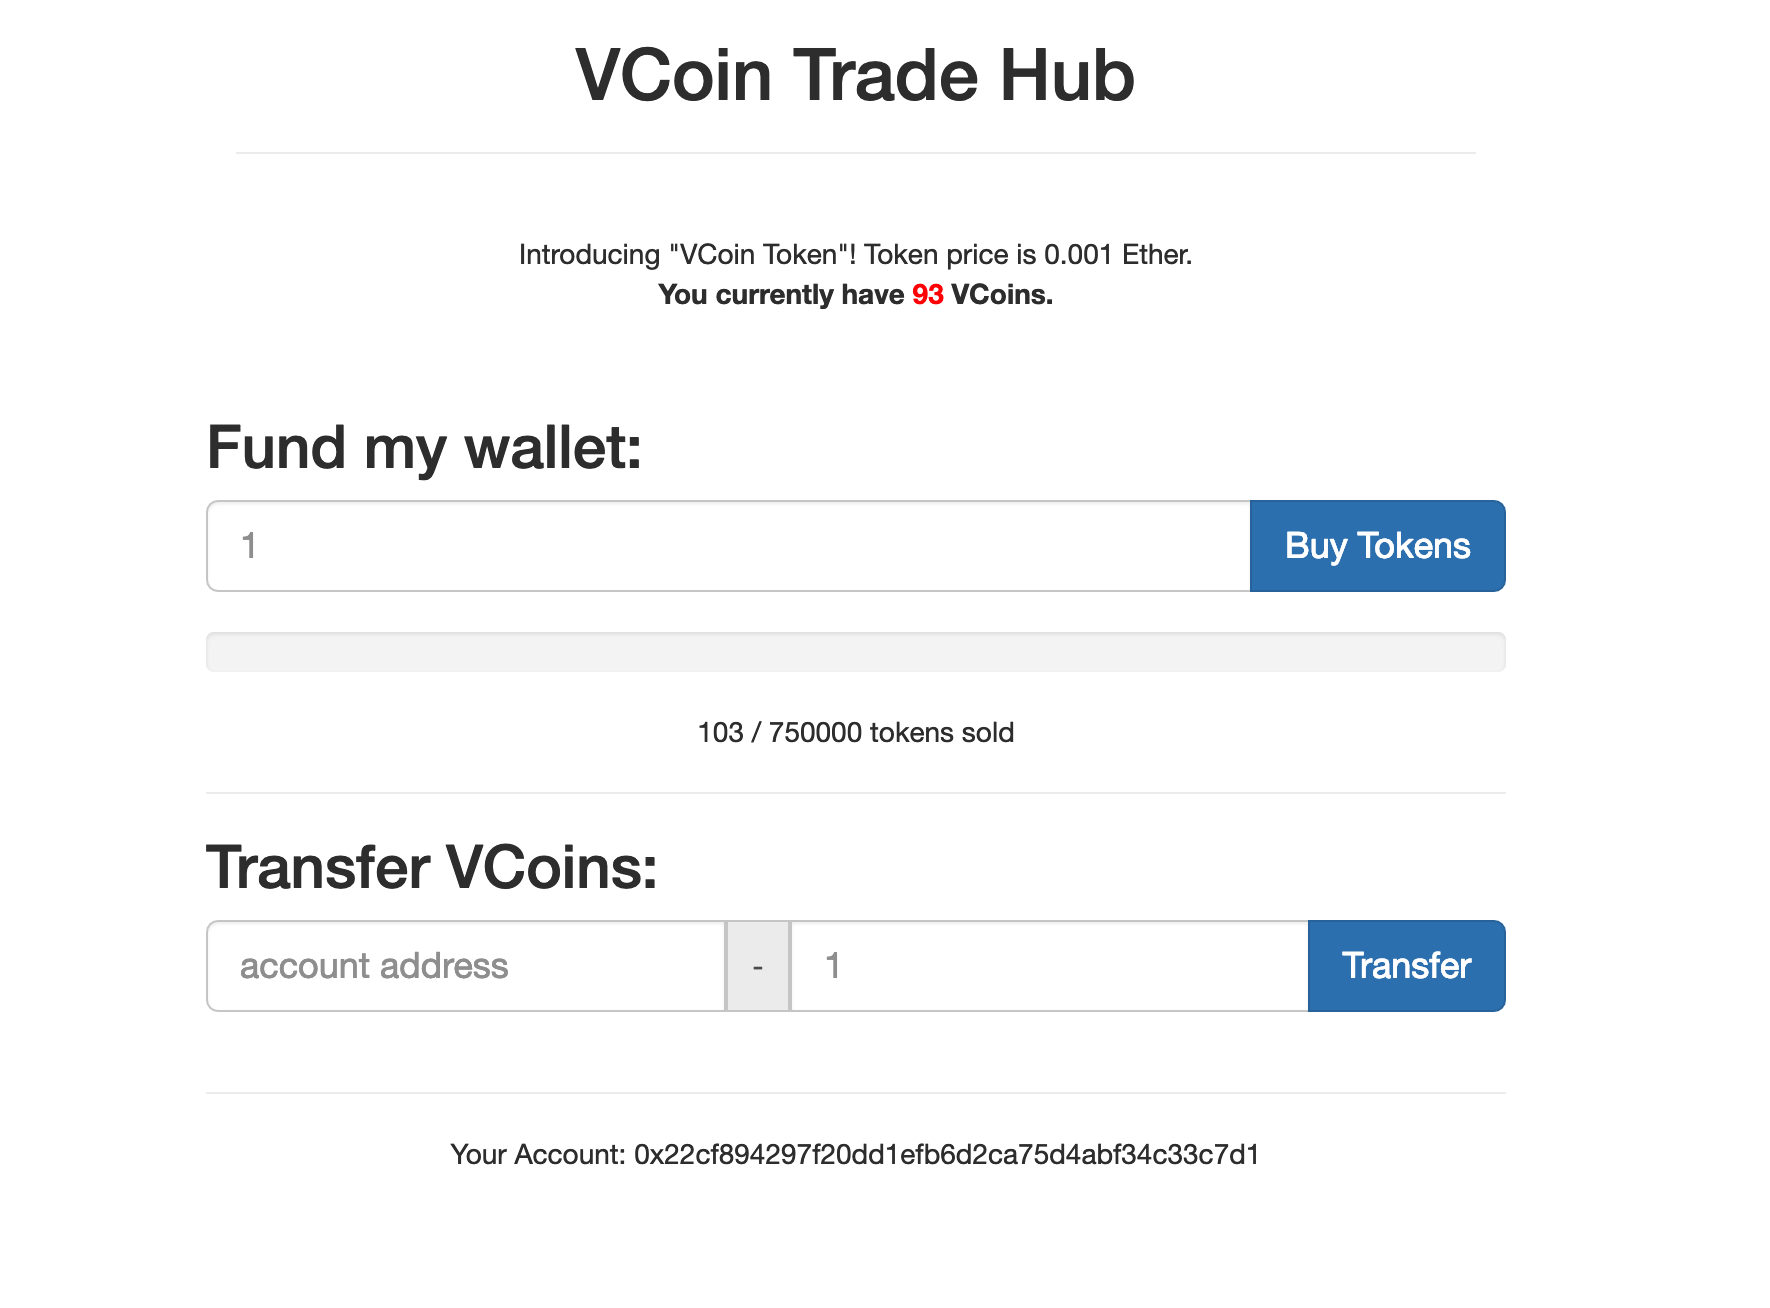 VCoin Trade Hub
Introducing "VCoin Token"! Token price is 0.001 Ether.
You currently have 93 VCoins.
Fund my wallet:
1
Buy Tokens
103 / 750000 tokens sold
Transfer VCoins:
account address
-
1
Transfer
Your Account: 0x22cf894297f20dd1efb6d2ca75d4abf34c33c7d1